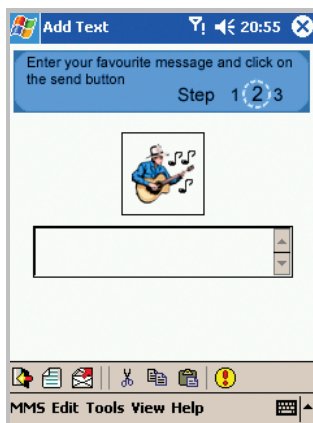 Add Text 20:55
Enter your favourite message and click on
the send button
Step 1 2 3
MMS Edit Tools View Help